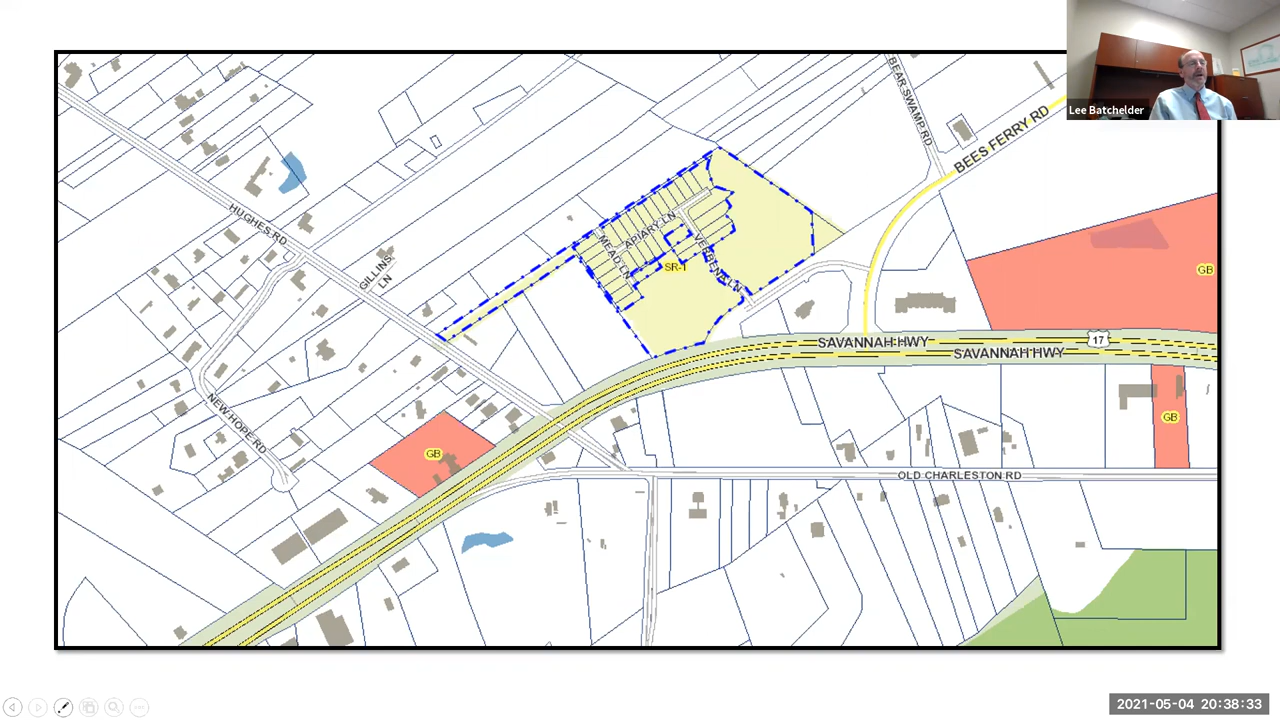 Lee Batchelder
BEAR SWAMP RD
BEES FERRY RD
HUGHES RD
GILLINS
LN
APIARY LN
MEAD LN
VERBENA LN
SR-1
GB
17
SAVANNAH HWY
SAVANNAH HWY
NEW HOPE RD
GB
GB
OLD CHARLESTON RD
2021-05-04 20:38:33